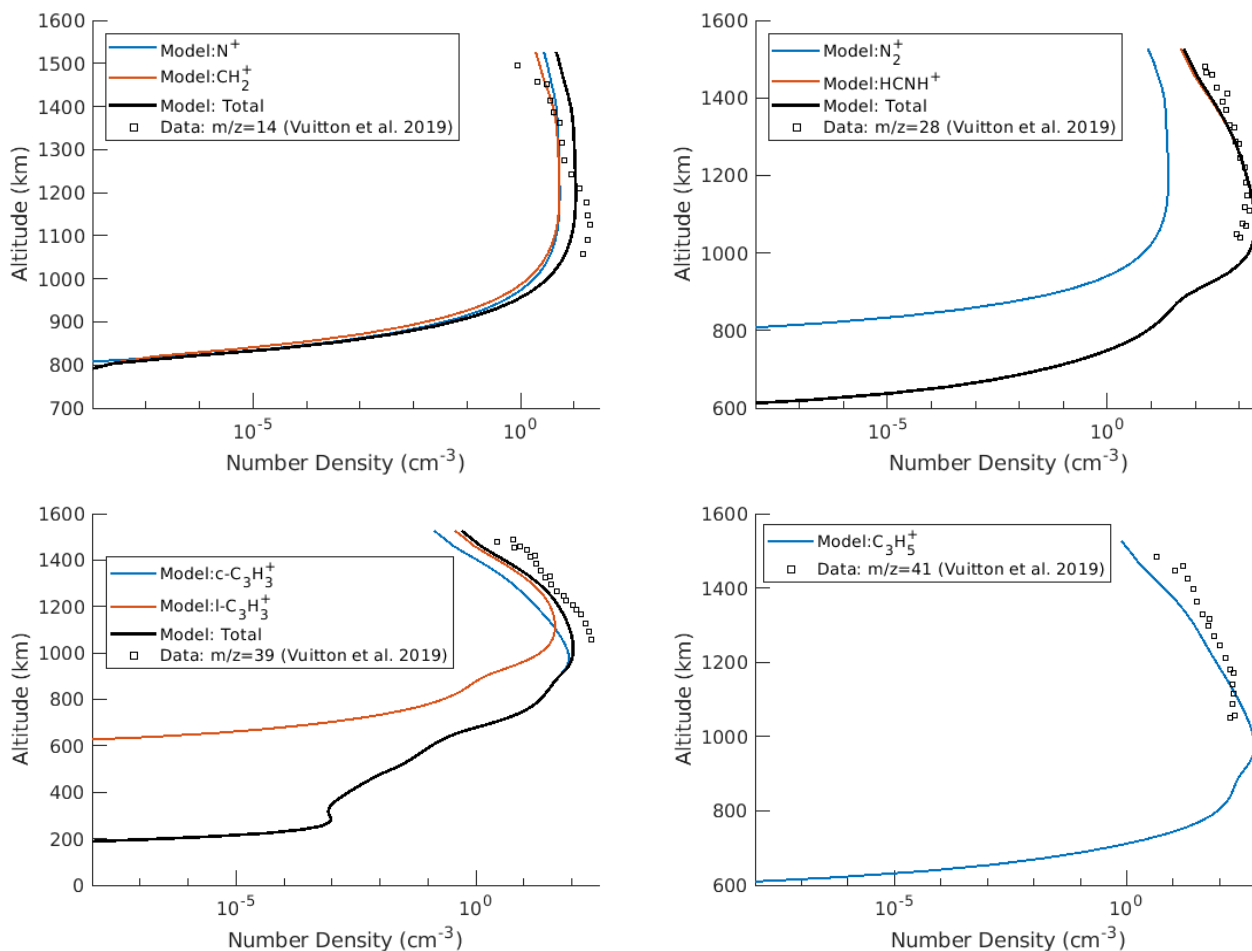 1600
1500
1400
1300
1200
1100
1000
900
800
700
Altitude (km)
Model:N⁺
Model:CH₂⁺
Model: Total
Data: m/z=14 (Vuitton et al. 2019)
10⁻⁵
10⁰
Number Density (cm⁻³)
1600
1400
1200
1000
800
600
Altitude (km)
Model:N₂⁺
Model:HCNH⁺
Model: Total
Data: m/z=28 (Vuitton et al. 2019)
10⁻⁵
10⁰
Number Density (cm⁻³)
1600
1400
1200
1000
800
600
400
200
0
Altitude (km)
Model:c-C₃H₃⁺
Model:l-C₃H₃⁺
Model: Total
Data: m/z=39 (Vuitton et al. 2019)
10⁻⁵
10⁰
Number Density (cm⁻³)
1600
1400
1200
1000
800
600
Altitude (km)
Model:C₃H₅⁺
Data: m/z=41 (Vuitton et al. 2019)
10⁻⁵
10⁰
Number Density (cm⁻³)